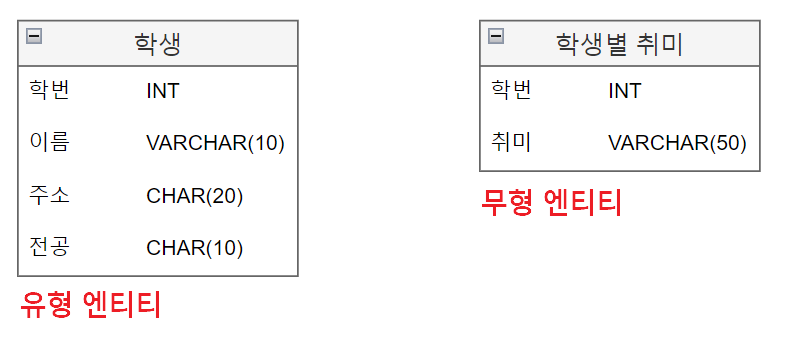 학생
학번 INT
이름 VARCHAR(10)
주소 CHAR(20)
전공 CHAR(10)
유형 엔티티
학생별 취미
학번 INT
취미 VARCHAR(50)
무형 엔티티